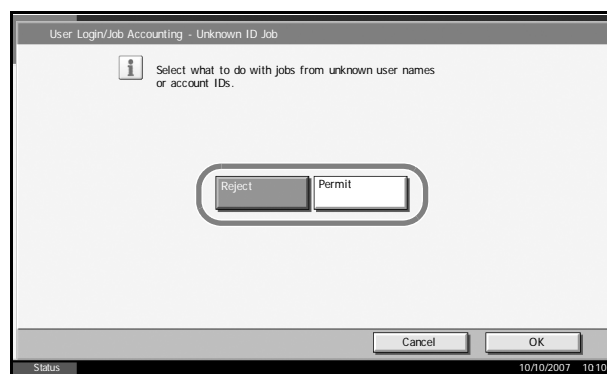 User Login/Job Accounting - Unknown ID Job
Select what to do with jobs from unknown user names
or account IDs.
Reject Permit
Cancel OK
Status 10/10/2007 10:10